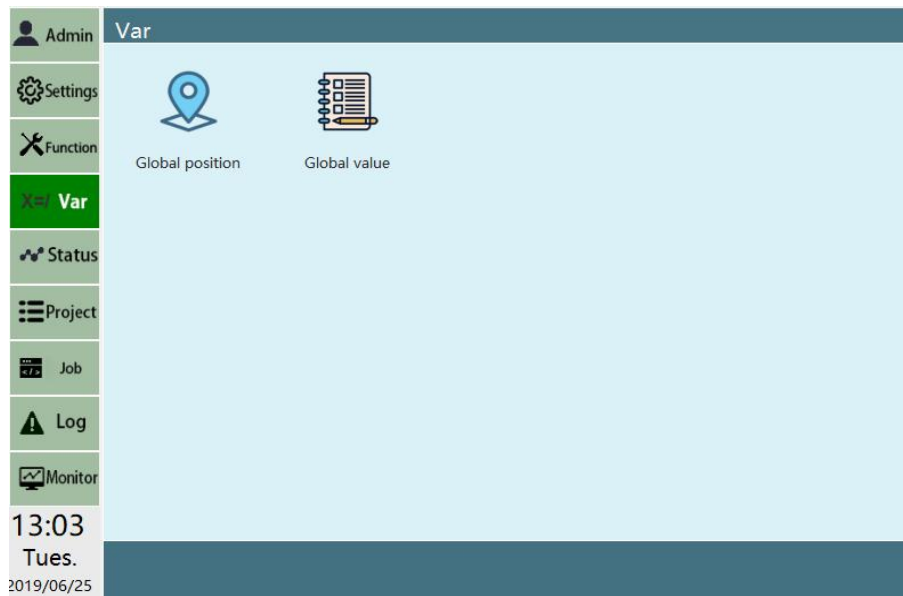 Admin
Settings
Function
X=/ Var
Status
Project
Job
Log
Monitor
13:03
Tues.
2019/06/25
Var
Global position
Global value